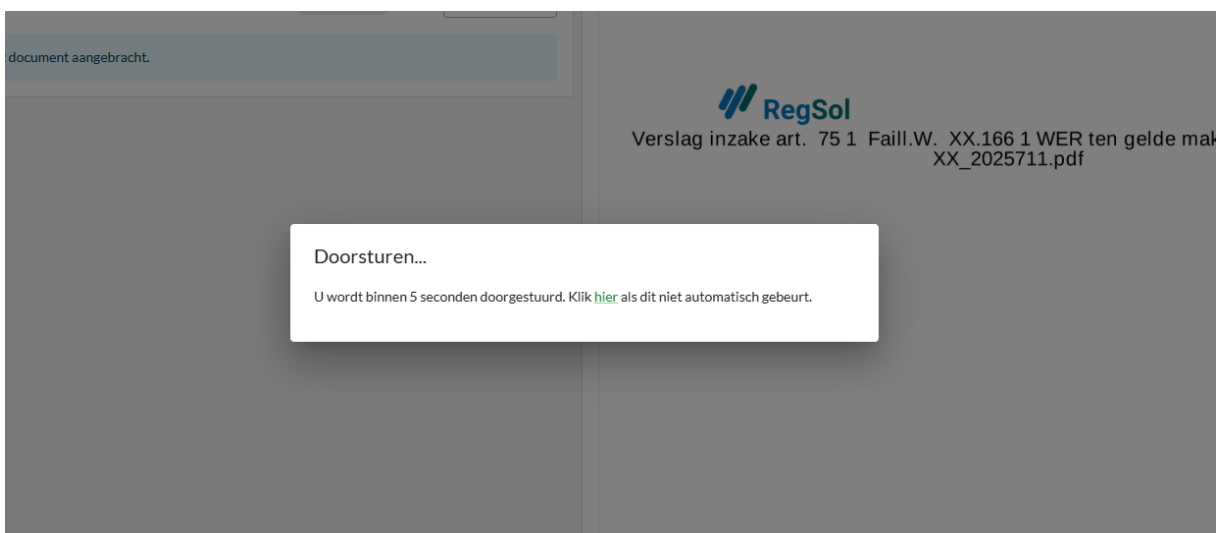 document aangebracht.
RegSol
Verslag inzake art. 75 1 Faill.W. XX.166 1 WER ten gelde mak
XX_2025711.pdf
Doorsturen...
U wordt binnen 5 seconden doorgestuurd. Klik hier als dit niet automatisch gebeurt.